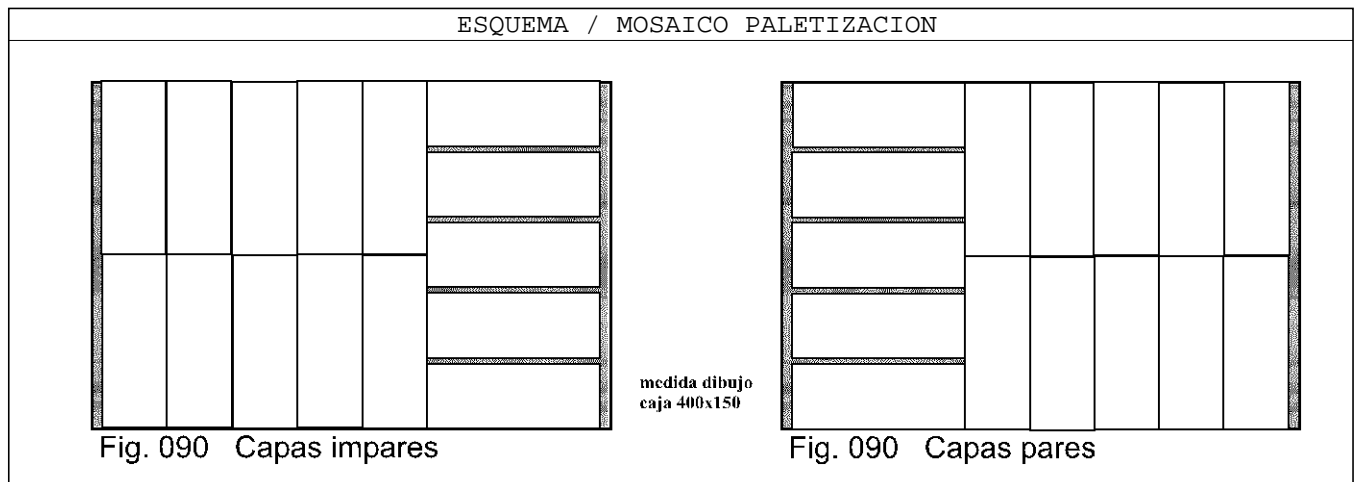 ESQUEMA / MOSAICO PALETIZACION
medida dibujo
caja 400x150
Fig. 090 Capas impares
Fig. 090 Capas pares